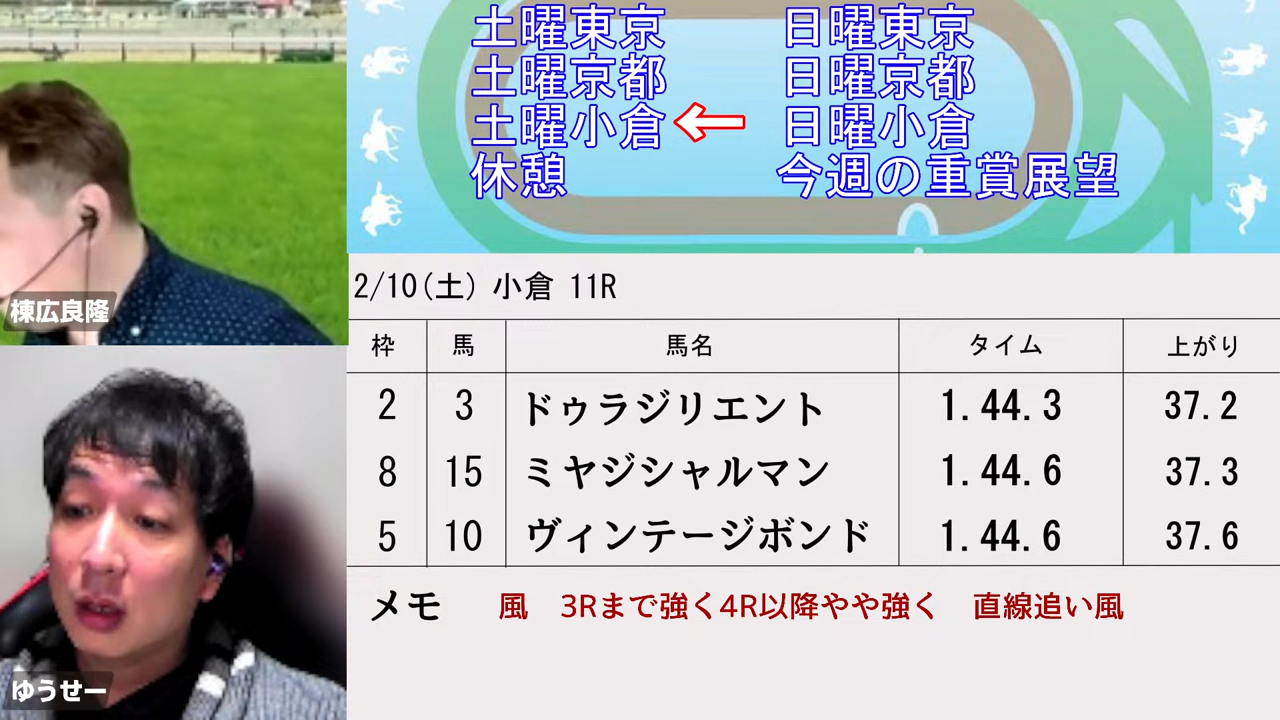 土曜東京 日曜東京
土曜京都 日曜京都
土曜小倉 日曜小倉
休憩 今週の重賞展望
棟広良隆
ゆうせー
2/10(土) 小倉 11R
枠 馬 馬名 タイム 上がり
2 3 ドゥラジリエント 1.44.3 37.2
8 15 ミヤジシャルマン 1.44.6 37.3
5 10 ヴィンテージボンド 1.44.6 37.6
メモ 風 3Rまで強く4R以降やや強く 直線追い風